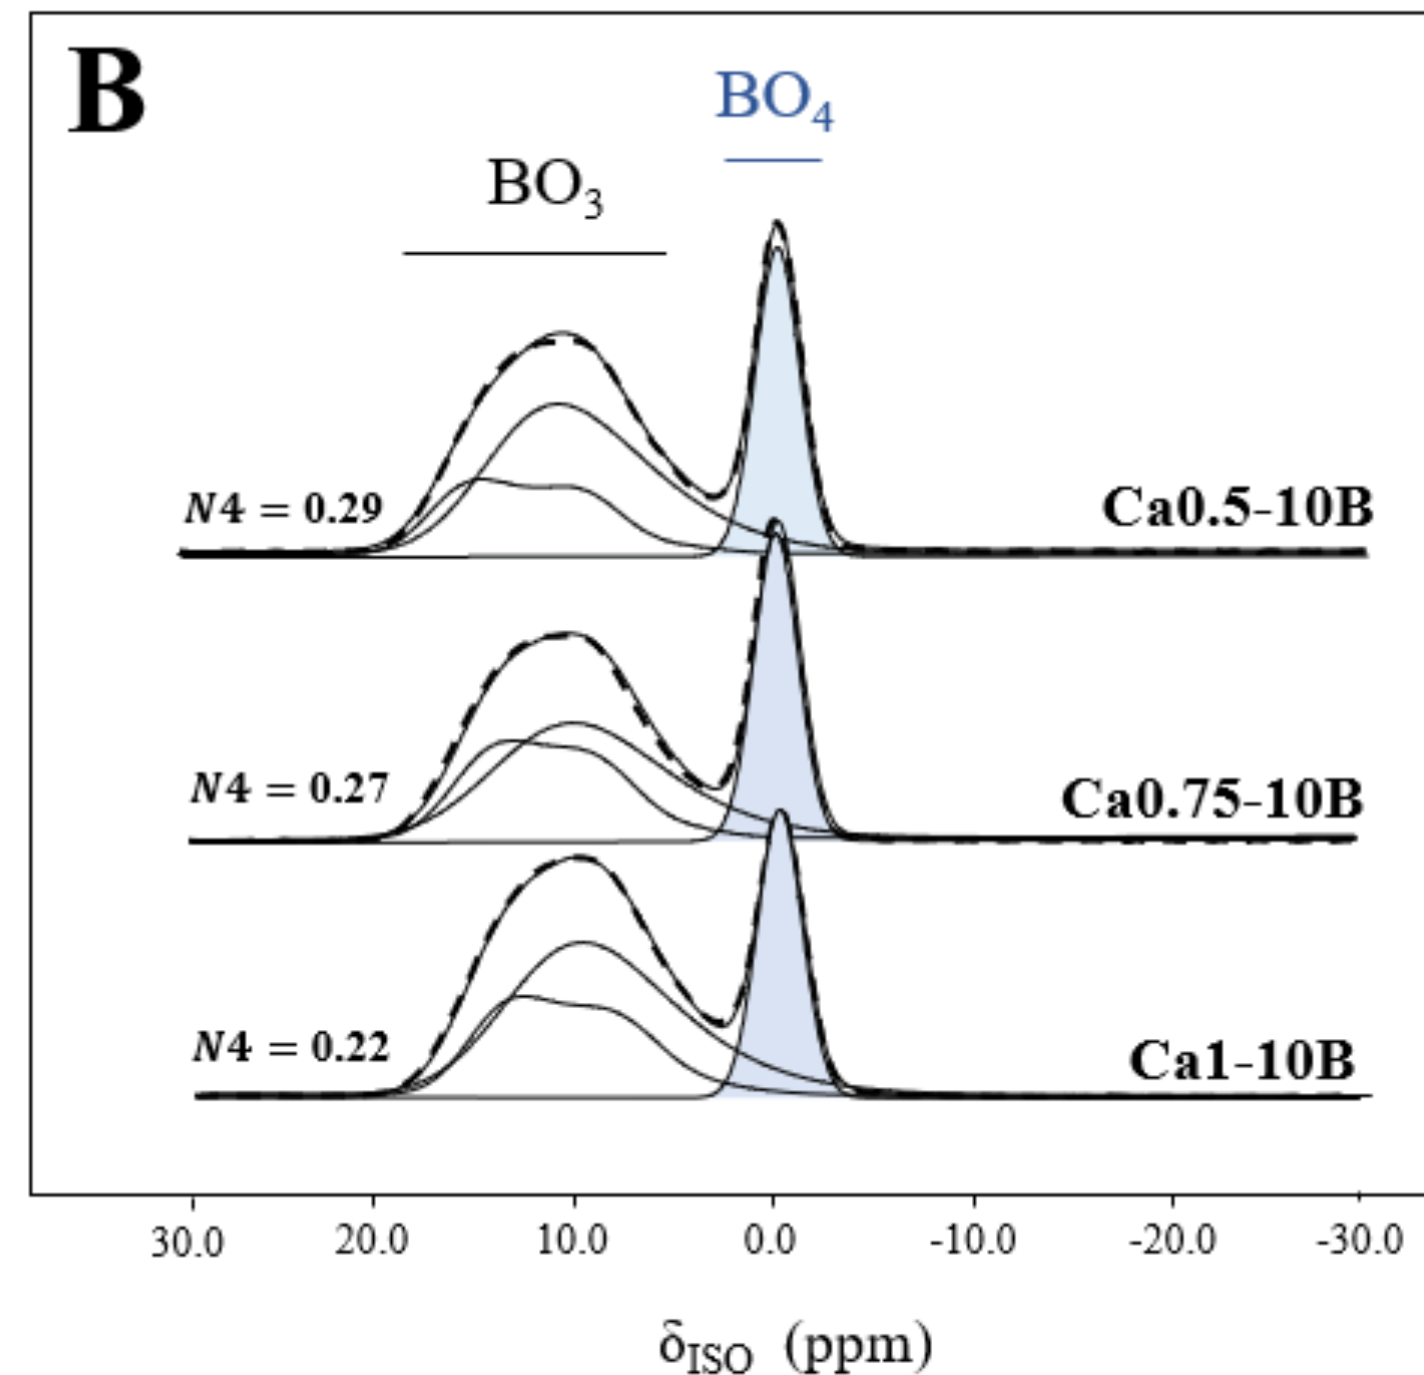 B
BO₄
BO₃
N4 = 0.29
Ca0.5-10B
N4 = 0.27
Ca0.75-10B
N4 = 0.22
Ca1-10B
30.0 20.0 10.0 0.0 -10.0 -20.0 -30.0
δISO (ppm)